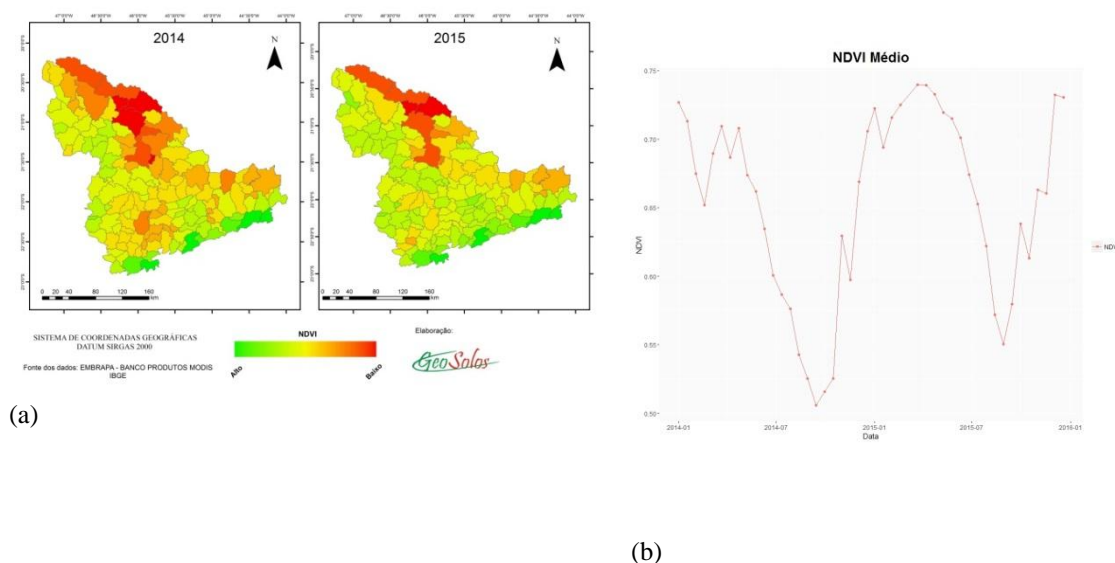 2014
N
2015
N
0 20 40 80 120 160
km
0 20 40 80 120 160
km
SISTEMA DE COORDENADAS GEOGRÁFICAS
DATUM SIRGAS 2000
Fonte dos dados: EMBRAPA - BANCO PRODUTOS MODIS
IBGE
NDVI
Alto
Baixo
Elaboração:
GeoSolos
(a)
NDVI Médio
0.75
0.70
0.65
0.60
0.55
0.50
NDVI
2014-01 2014-07 2015-01 2015-07 2016-01
Data
NDV
(b)